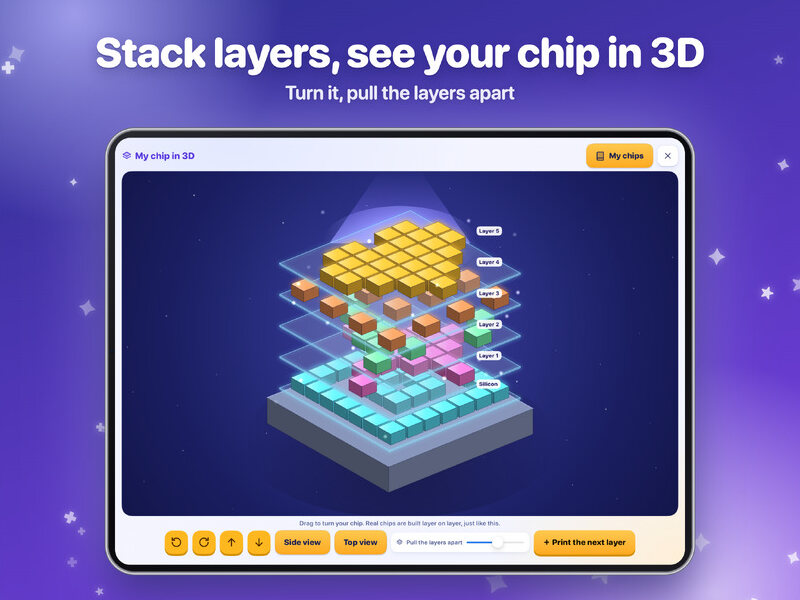 Stack layers, see your chip in 3D
Turn it, pull the layers apart
My chip in 3D
My chips
Layer 5
Layer 4
Layer 3
Layer 2
Layer 1
Silicon
Drag to turn your chip. Real chips are built layer on layer, just like this.
Side view
Top view
Pull the layers apart
+ Print the next layer